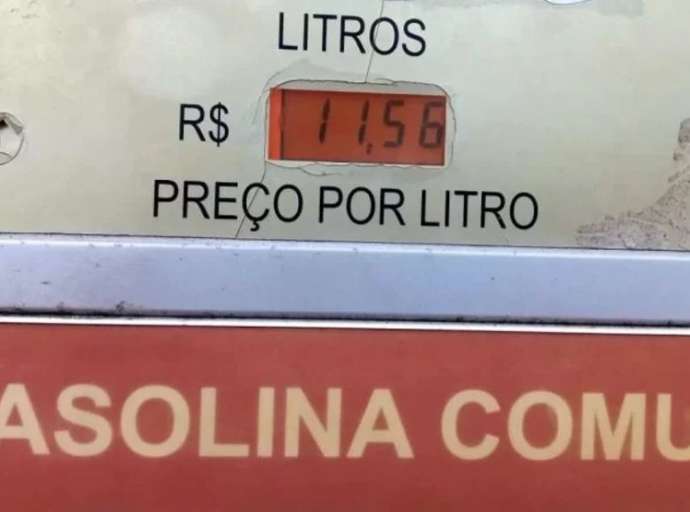 LITROS
R$ 11,56
PREÇO POR LITRO
ASOLINA COMU